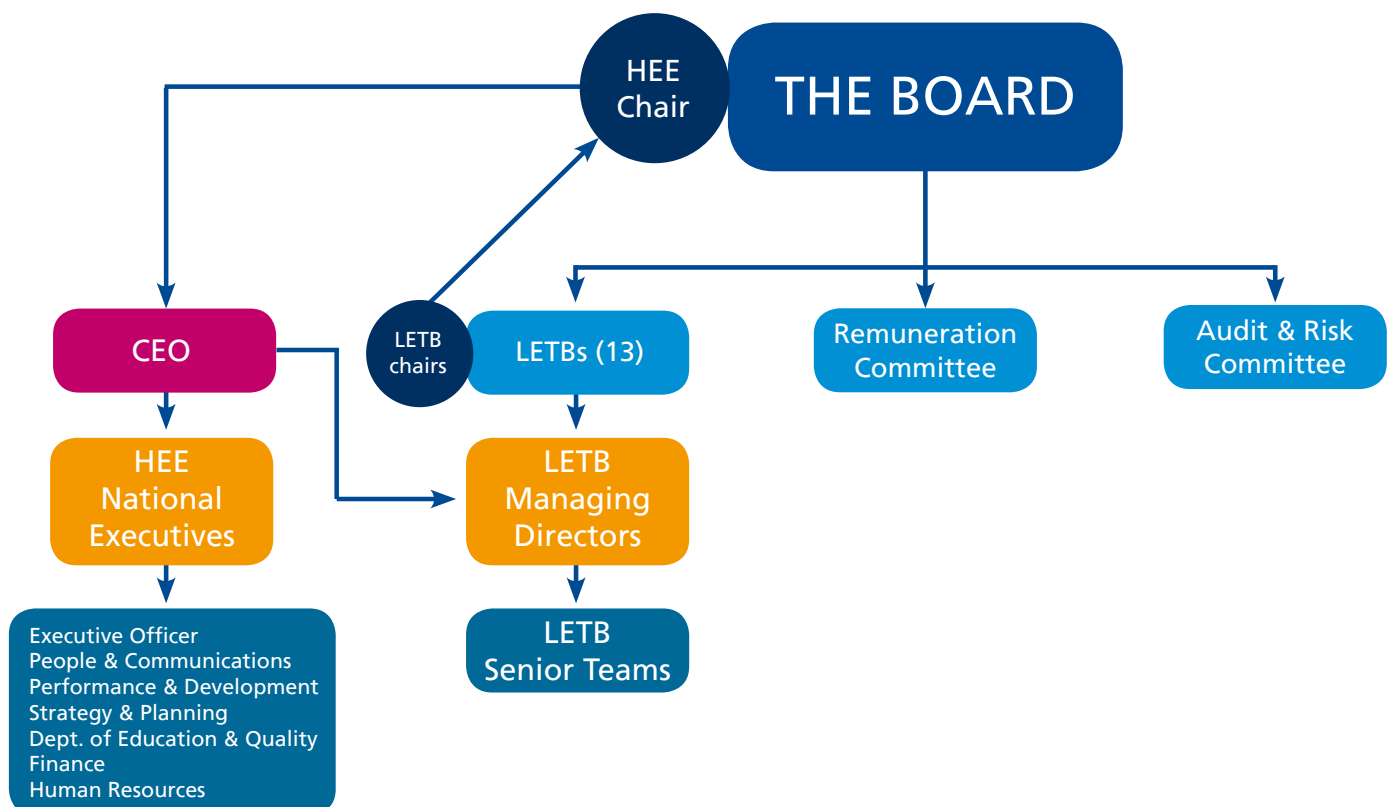 HEE
Chair
THE BOARD
CEO
LETB
chairs
LETBs (13)
Remuneration
Committee
Audit & Risk
Committee
HEE
National
Executives
LETB
Managing
Directors
Executive Officer
People & Communications
Performance & Development
Strategy & Planning
Dept. of Education & Quality
Finance
Human Resources
LETB
Senior Teams